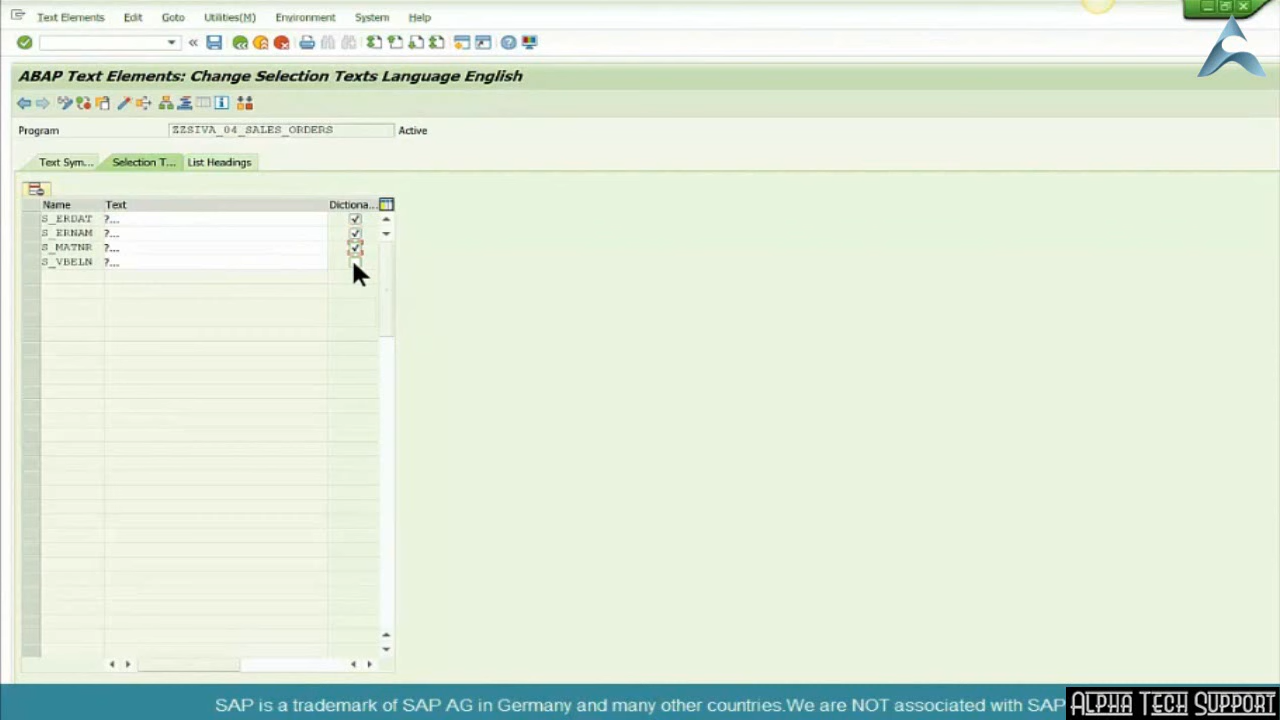 Text Elements Edit Goto Utilities(M) Environment System Help
ABAP Text Elements: Change Selection Texts Language English
Program ZZSIVA_04_SALES_ORDERS Active
Text Sym... Selection T... List Headings
Name Text Dictiona...
S_ERDAT ?...
S_ERNAM ?...
S_MATNR ?...
S_VBELN ?...
SAP is a trademark of SAP AG in Germany and many other countries.We are NOT associated with SAP
ALPHA TECH SUPPORT